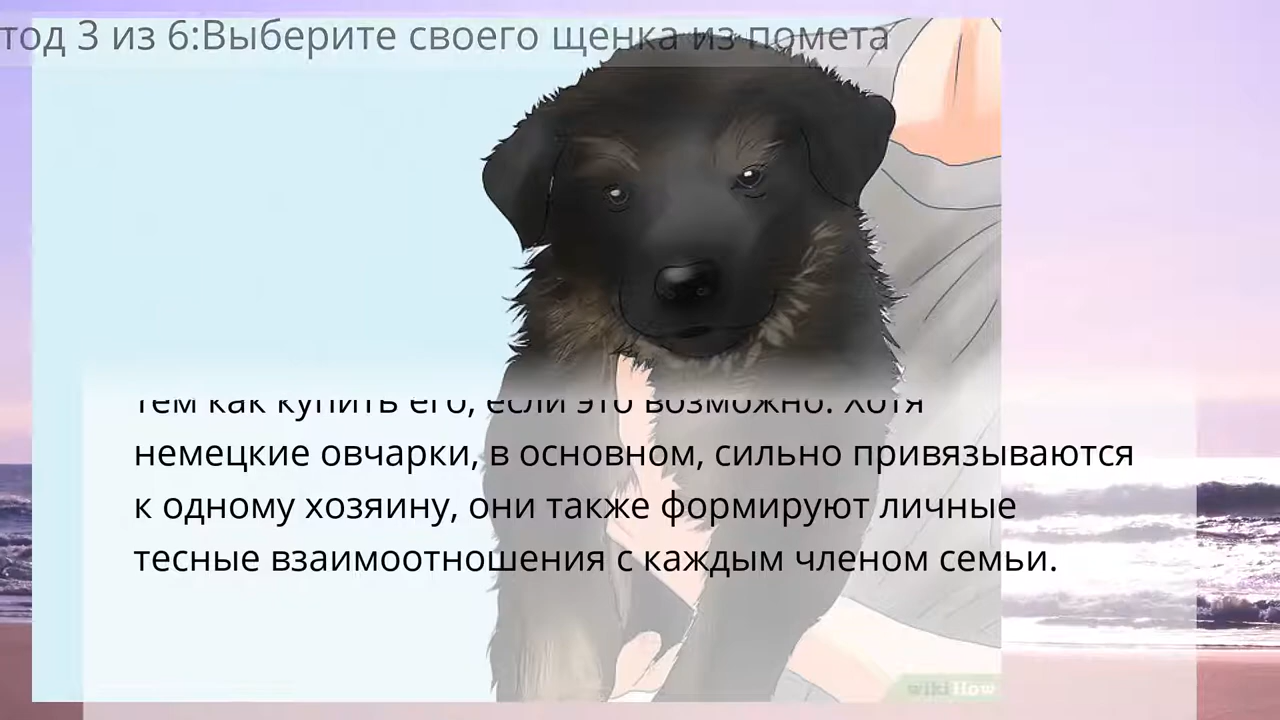 тод 3 из 6:Выберите своего щенка из помета
тем как купить его, если это возможно. Хотя
немецкие овчарки, в основном, сильно привязываются
к одному хозяину, они также формируют личные
тесные взаимоотношения с каждым членом семьи.
wikiHow